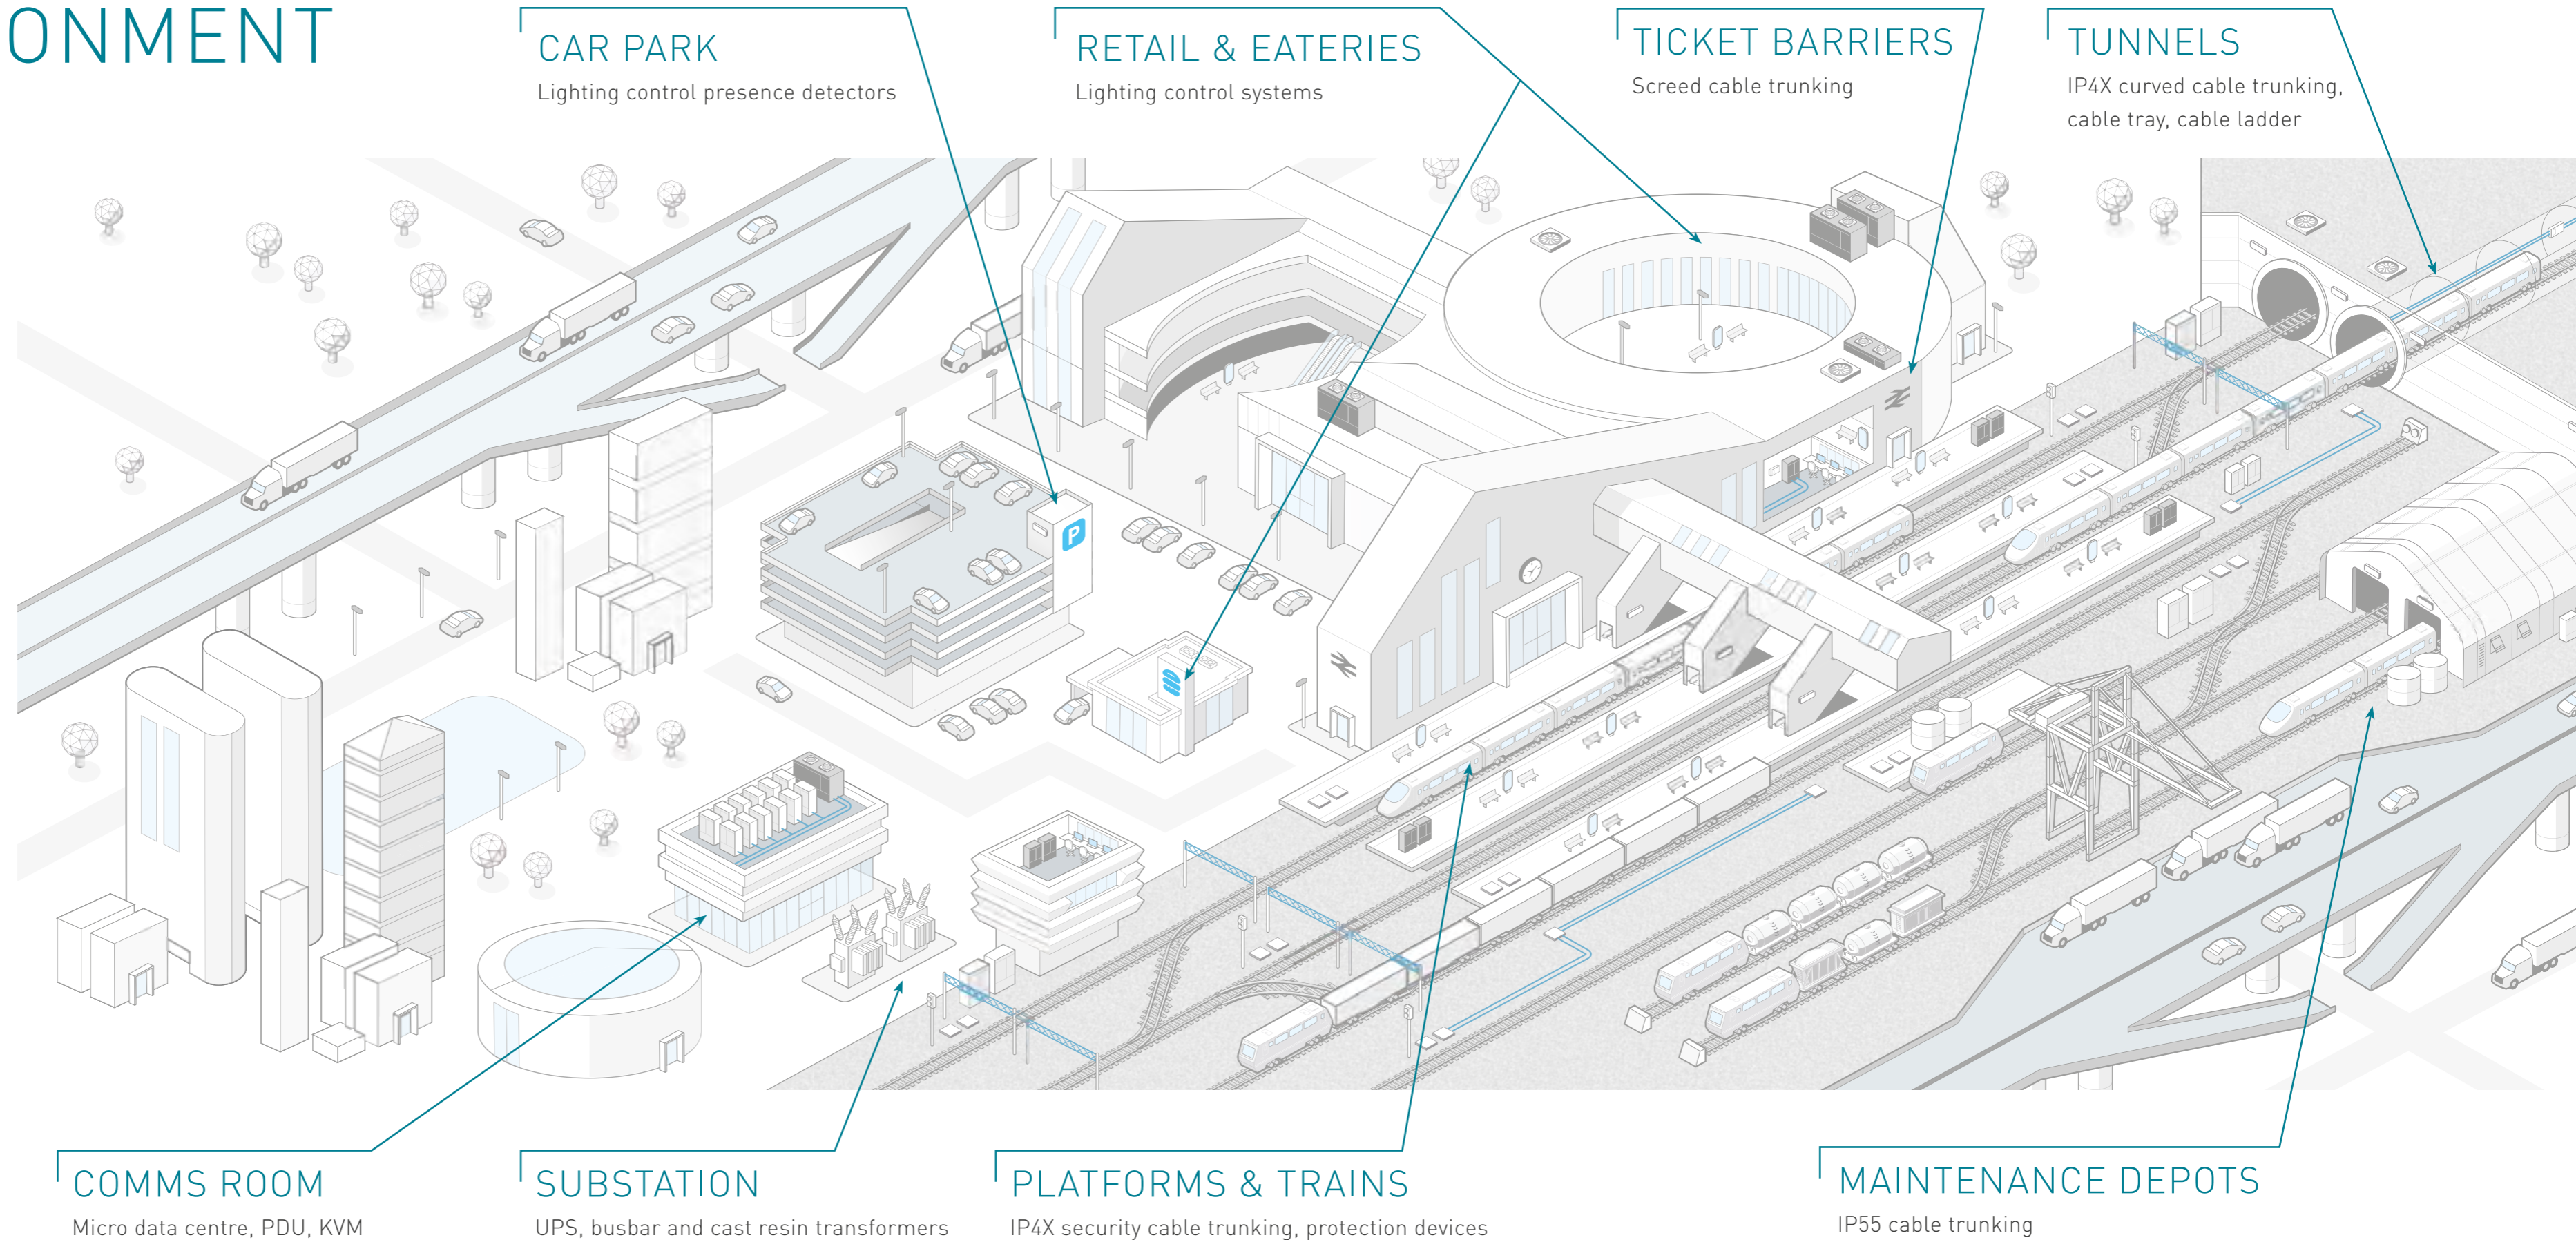 ONMENT
CAR PARK
Lighting control presence detectors
RETAIL & EATERIES
Lighting control systems
TICKET BARRIERS
Screed cable trunking
TUNNELS
IP4X curved cable trunking,
cable tray, cable ladder
P
COMMS ROOM
Micro data centre, PDU, KVM
SUBSTATION
UPS, busbar and cast resin transformers
PLATFORMS & TRAINS
IP4X security cable trunking, protection devices
MAINTENANCE DEPOTS
IP55 cable trunking